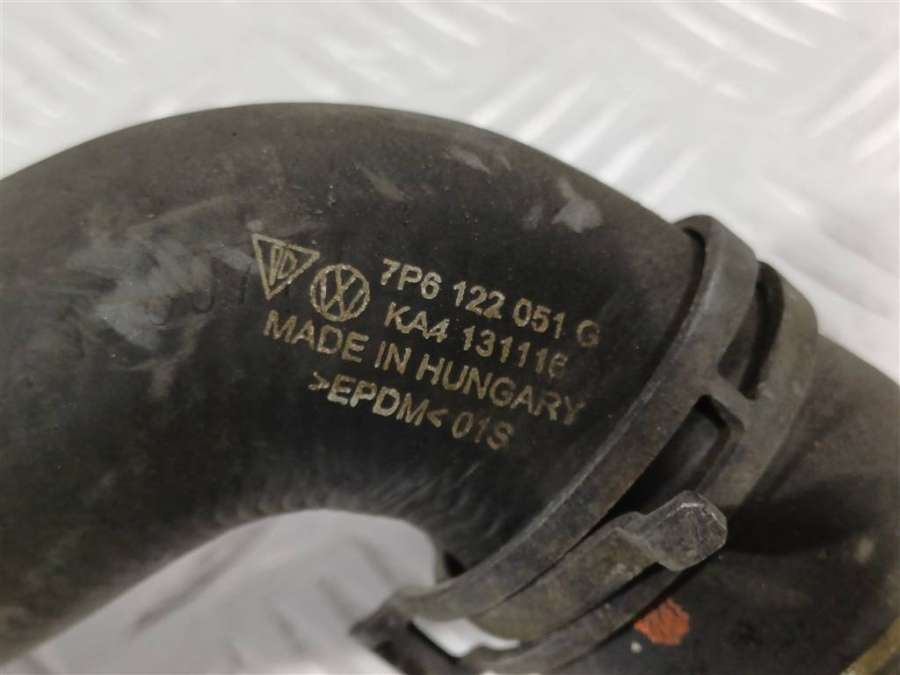 7P6 122 051 G
KA4 131116
MADE IN HUNGARY
>EPDM< 01S